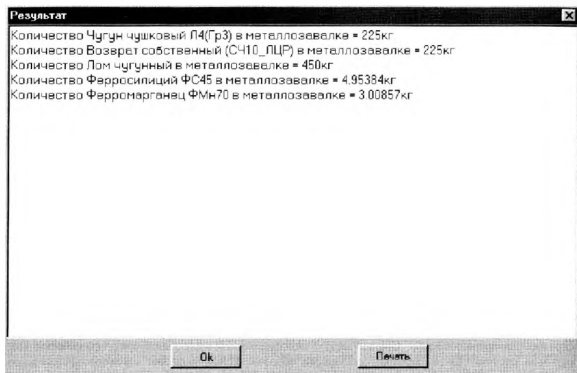 Результат
Количество Чугун чушковый Л4(Гр3) в металлозавалке = 225кг
Количество Возврат собственный (СЧ10_ЛЦР) в металлозавалке = 225кг
Количество Лом чугунный в металлозавалке = 450кг
Количество Ферросилиций ФС45 в металлозавалке = 4.95384кг
Количество Ферромарганец ФМн70 в металлозавалке = 3.00857кг
Ok
Печать